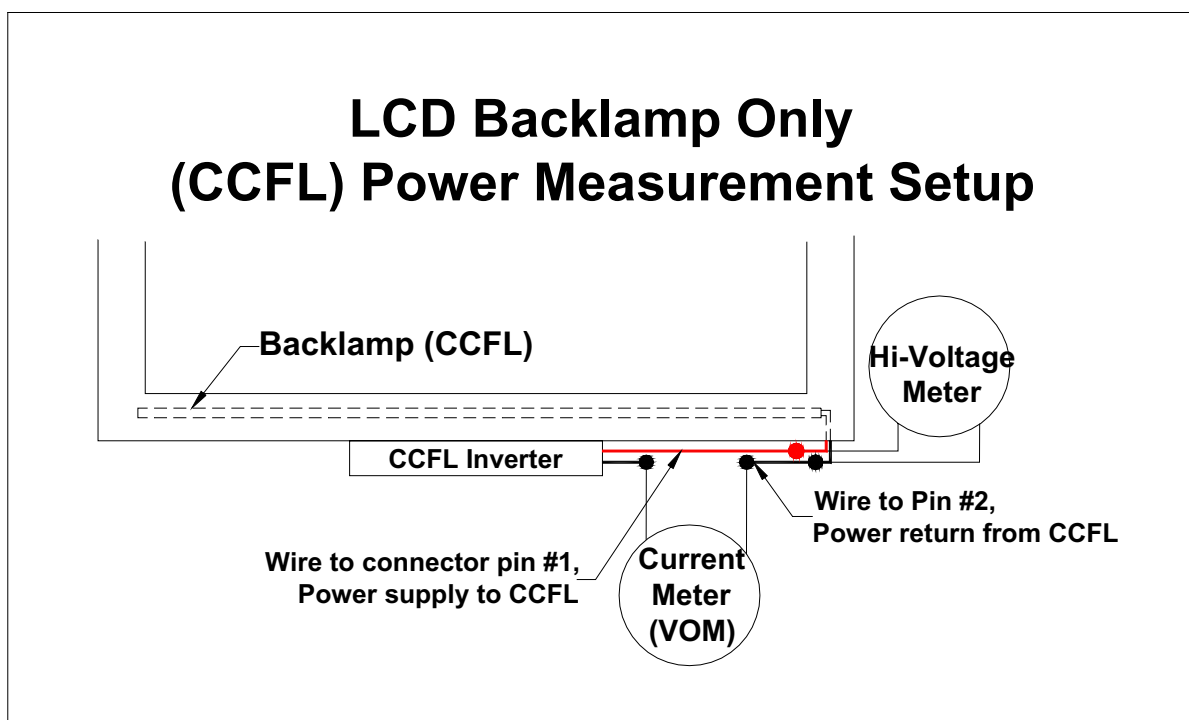 LCD Backlamp Only
(CCFL) Power Measurement Setup
Backlamp (CCFL)
Hi-Voltage
Meter
CCFL Inverter
Wire to Pin #2,
Power return from CCFL
Wire to connector pin #1,
Power supply to CCFL
Current
Meter
(VOM)